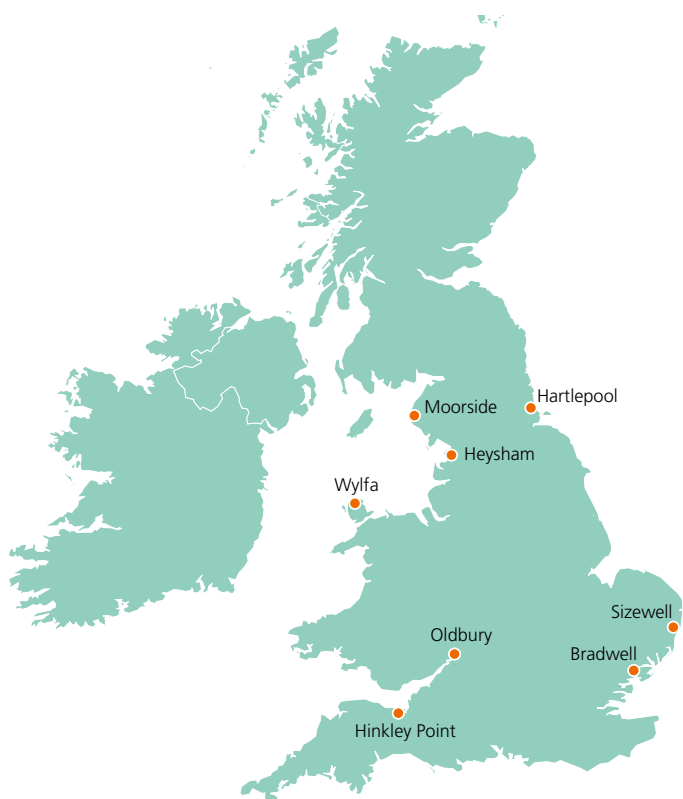 Hartlepool
Moorside
Heysham
Wylfa
Sizewell
Oldbury
Bradwell
Hinkley Point